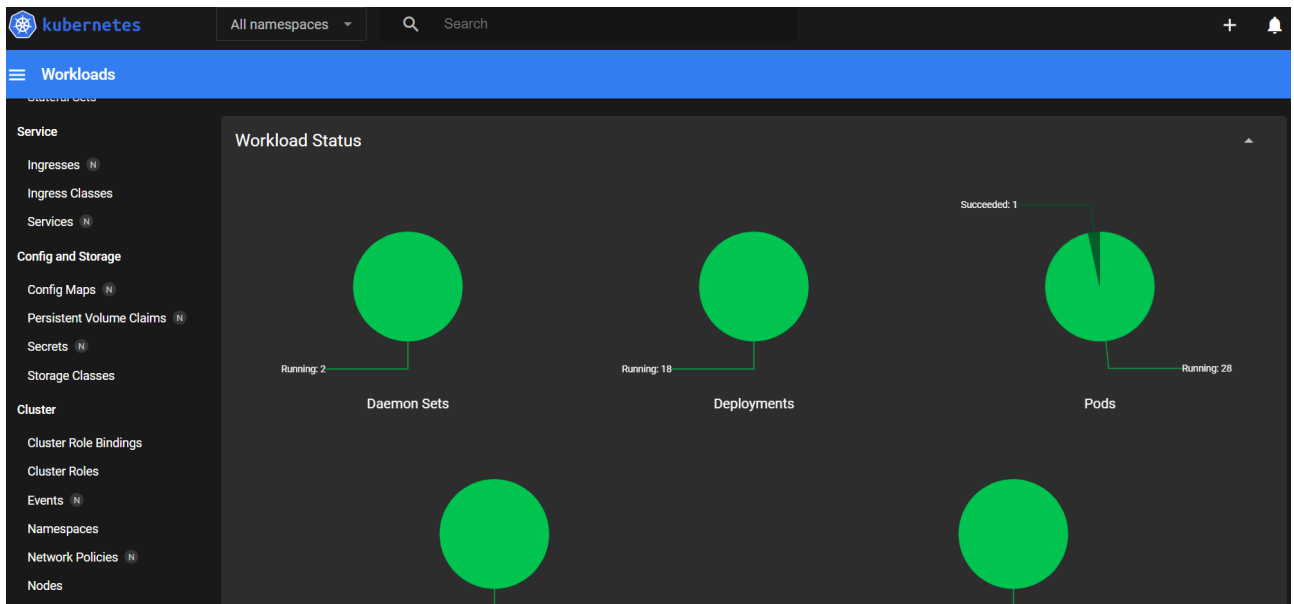 kubernetes
All namespaces
Search
Workloads
Stateful Sets
Service
Ingresses N
Ingress Classes
Services N
Config and Storage
Config Maps N
Persistent Volume Claims N
Secrets N
Storage Classes
Cluster
Cluster Role Bindings
Cluster Roles
Events N
Namespaces
Network Policies N
Nodes
Workload Status
Running: 2
Daemon Sets
Running: 18
Deployments
Succeeded: 1
Running: 28
Pods